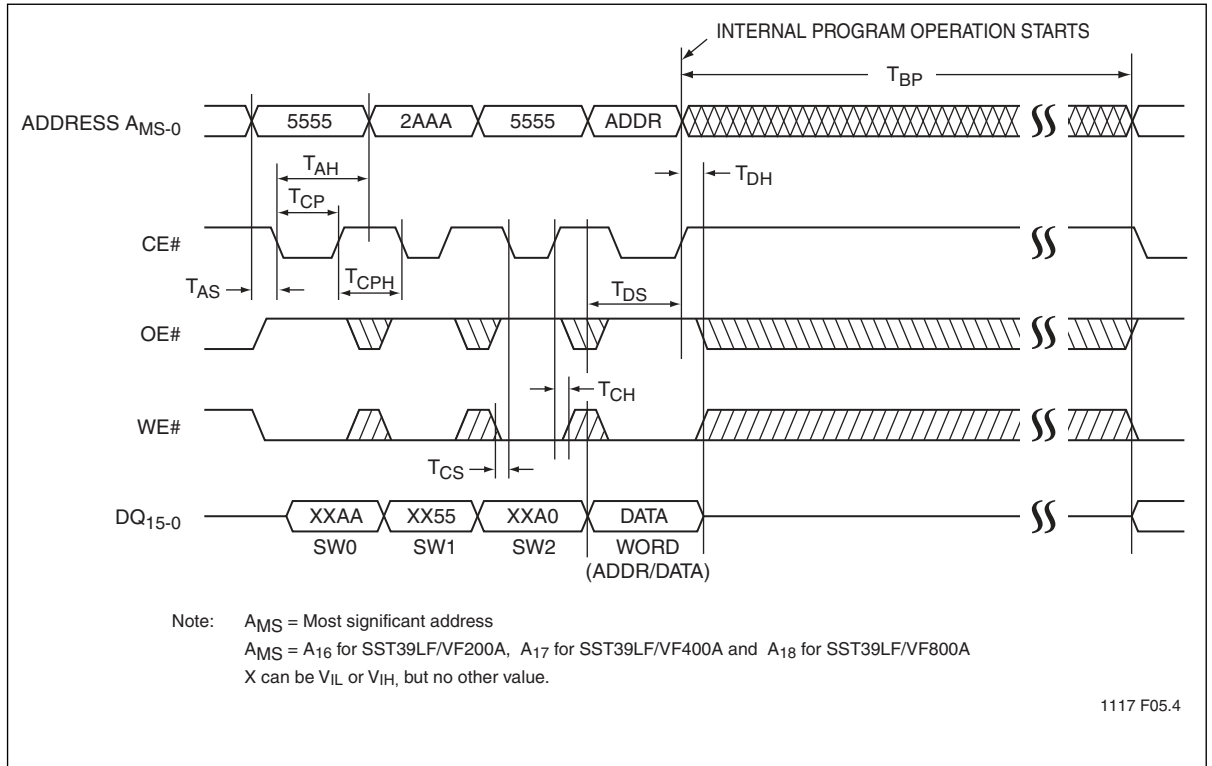 INTERNAL PROGRAM OPERATION STARTS
TBP
ADDRESS AMS-0
5555
2AAA
5555
ADDR
TAH
TDH
TCP
CE#
TAS
TCPH
TDS
OE#
TCH
WE#
TCS
DQ15-0
XXAA
XX55
XXA0
DATA
SW0
SW1
SW2
WORD
(ADDR/DATA)
Note: AMS = Most significant address
AMS = A16 for SST39LF/VF200A, A17 for SST39LF/VF400A and A18 for SST39LF/VF800A
X can be VIL or VIH, but no other value.
1117 F05.4